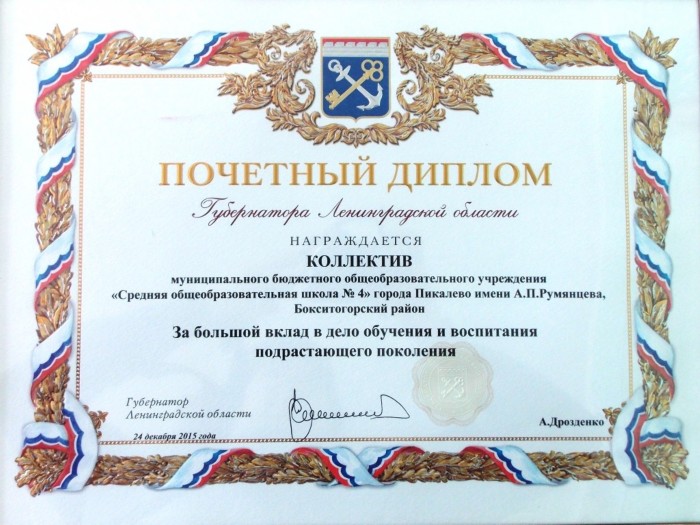 ПОЧЕТНЫЙ ДИПЛОМ
Губернатора Ленинградской области
НАГРАЖДАЕТСЯ
КОЛЛЕКТИВ
муниципального бюджетного общеобразовательного учреждения
«Средняя общеобразовательная школа № 4» города Пикалево имени А.П.Румянцева,
Бокситогорский район
За большой вклад в дело обучения и воспитания
подрастающего поколения
Губернатор
Ленинградской области
А.Дрозденко
24 декабря 2015 года